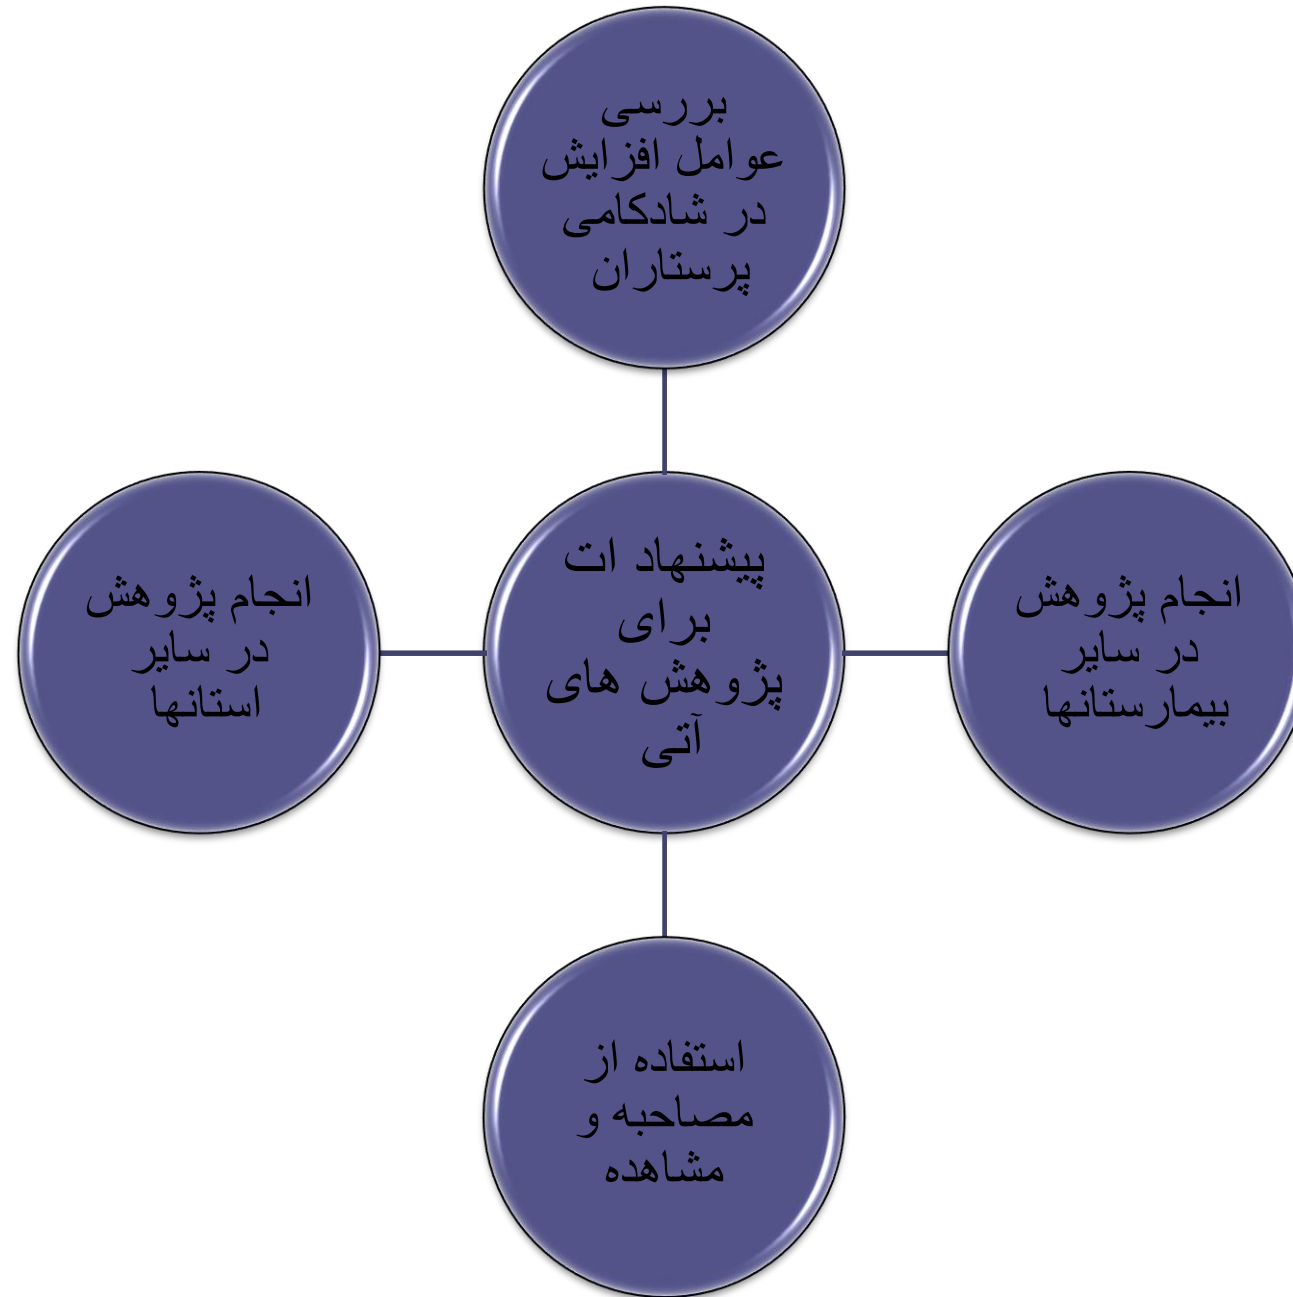 بررسی
عوامل افزایش
در شادکامی
پرستاران
انجام پژوهش
در سایر
بیمارستانها
پیشنهاد ات
برای
پژوهش های
آتی
انجام پژوهش
در سایر
استانها
استفاده از
مصاحبه و
مشاهده